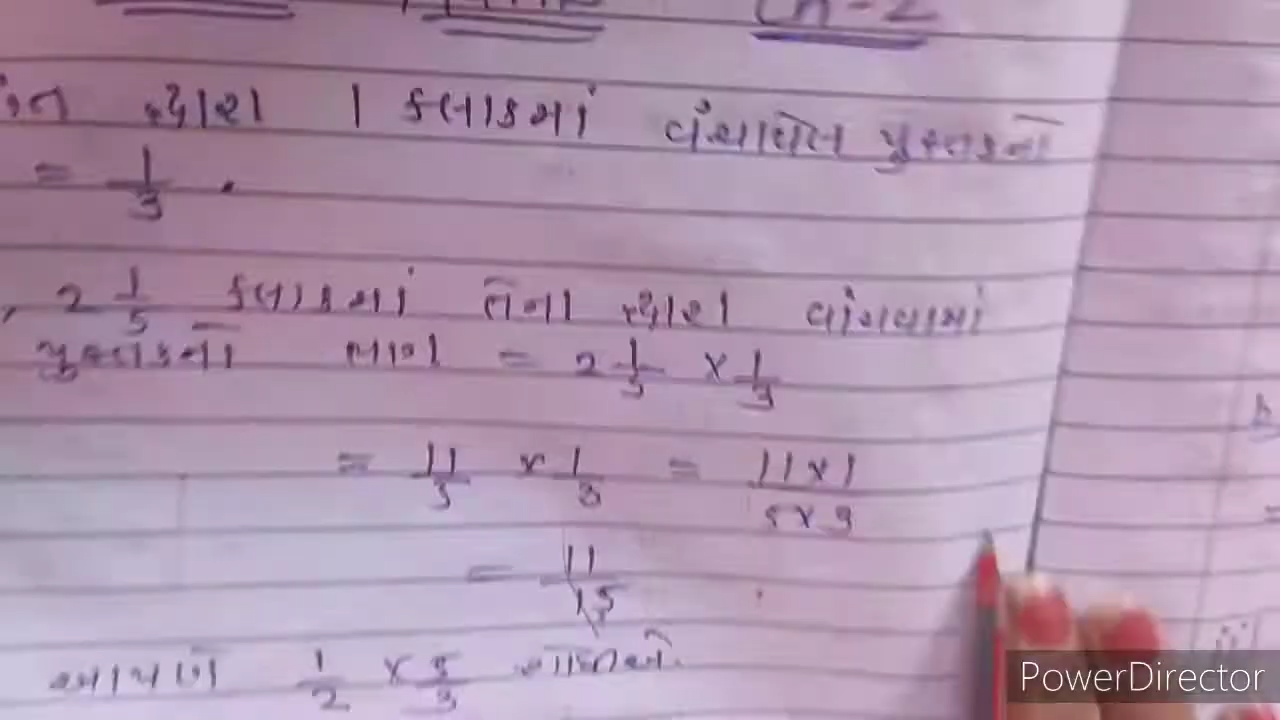 Ch - 2
સુશાંત દ્વારા 1 કલાકમાં વંચાયેલ પુસ્તકનો
= 1/3 .
2 1/5 કલાકમાં તેના દ્વારા વાંચવામાં
પુસ્તકનો ભાગ = 2 1/5 × 1/3
= 11/5 × 1/3 = 11×1/5×3
= 11/15
આપણે 1/2 × 5/3 જાણીએ.
PowerDirector